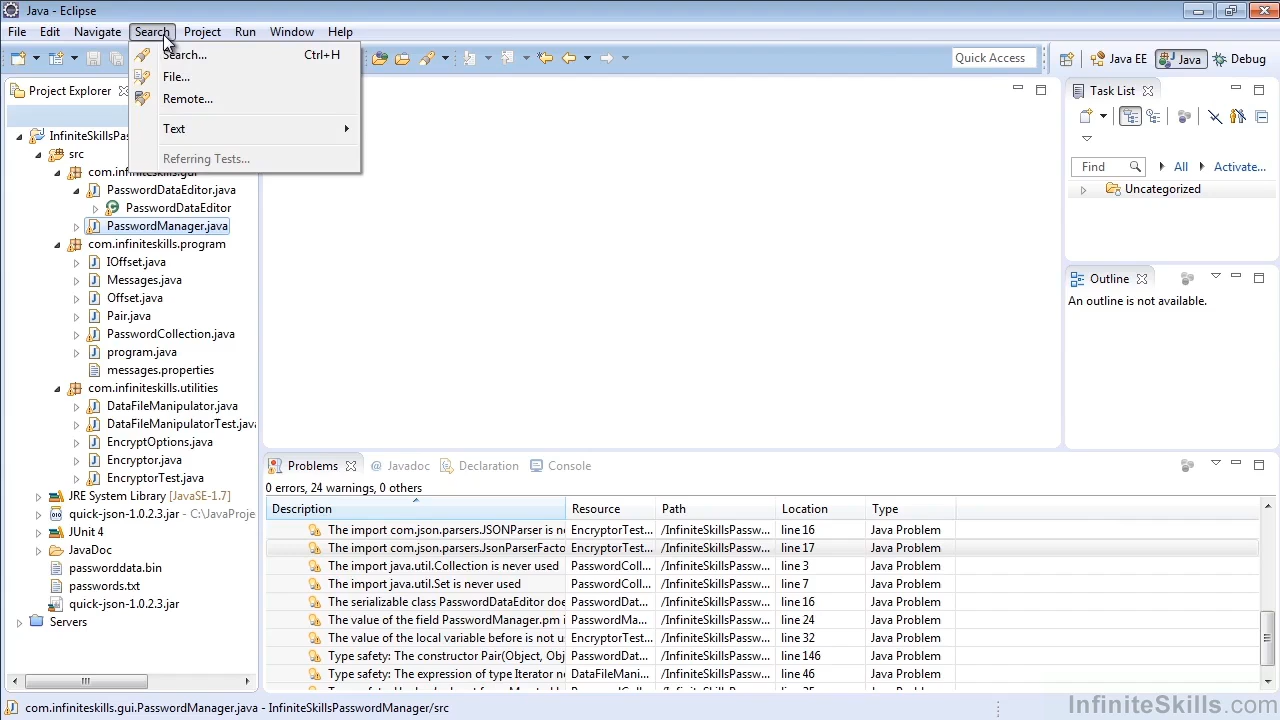 Java - Eclipse
File Edit Navigate Search Project Run Window Help
Search... Ctrl+H
File...
Remote...
Text
Referring Tests...
Quick Access
Java EE
Java
Debug
Project Explorer
InfiniteSkillsPas
src
com.infiniteskills.gui
PasswordDataEditor.java
PasswordDataEditor
PasswordManager.java
com.infiniteskills.program
IOffset.java
Messages.java
Offset.java
Pair.java
PasswordCollection.java
program.java
messages.properties
com.infiniteskills.utilities
DataFileManipulator.java
DataFileManipulatorTest.java
EncryptOptions.java
Encryptor.java
EncryptorTest.java
JRE System Library [JavaSE-1.7]
quick-json-1.0.2.3.jar - C:\JavaProje
JUnit 4
JavaDoc
passworddata.bin
passwords.txt
quick-json-1.0.2.3.jar
Servers
Task List
Find
All
Activate...
Uncategorized
Outline
An outline is not available.
Problems
@ Javadoc
Declaration
Console
0 errors, 24 warnings, 0 others
Description Resource Path Location Type
The import com.json.parsers.JSONParser is ne EncryptorTest... /InfiniteSkillsPassw... line 16 Java Problem
The import com.json.parsers.JsonParserFacto EncryptorTest... /InfiniteSkillsPassw... line 17 Java Problem
The import java.util.Collection is never used PasswordColl... /InfiniteSkillsPassw... line 3 Java Problem
The import java.util.Set is never used PasswordColl... /InfiniteSkillsPassw... line 7 Java Problem
The serializable class PasswordDataEditor doe PasswordDat... /InfiniteSkillsPassw... line 16 Java Problem
The value of the field PasswordManager.pm i PasswordMa... /InfiniteSkillsPassw... line 24 Java Problem
The value of the local variable before is not u EncryptorTest... /InfiniteSkillsPassw... line 32 Java Problem
Type safety: The constructor Pair(Object, Obj PasswordDat... /InfiniteSkillsPassw... line 146 Java Problem
Type safety: The expression of type Iterator ne DataFileMani... /InfiniteSkillsPassw... line 46 Java Problem
com.infiniteskills.gui.PasswordManager.java - InfiniteSkillsPasswordManager/src
InfiniteSkills.com